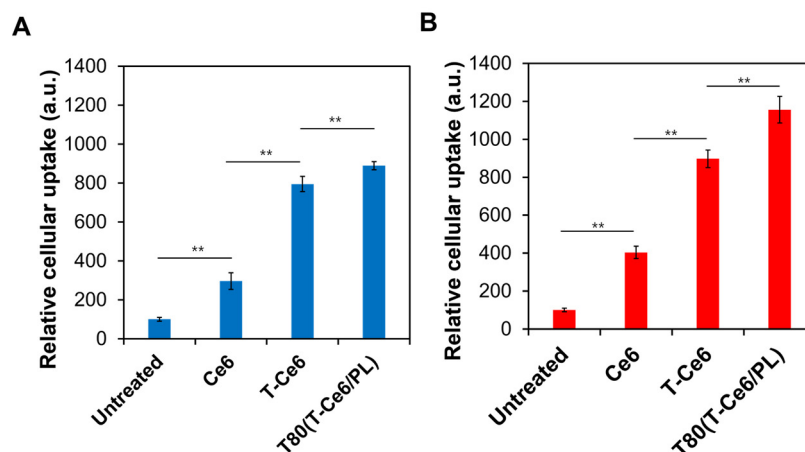 A
Relative cellular uptake (a.u.)
1400
1200
1000
800
600
400
200
0
**
**
**
Untreated
Ce6
T-Ce6
T80(T-Ce6/PL)
B
Relative cellular uptake (a.u.)
1400
1200
1000
800
600
400
200
0
**
**
**
Untreated
Ce6
T-Ce6
T80(T-Ce6/PL)